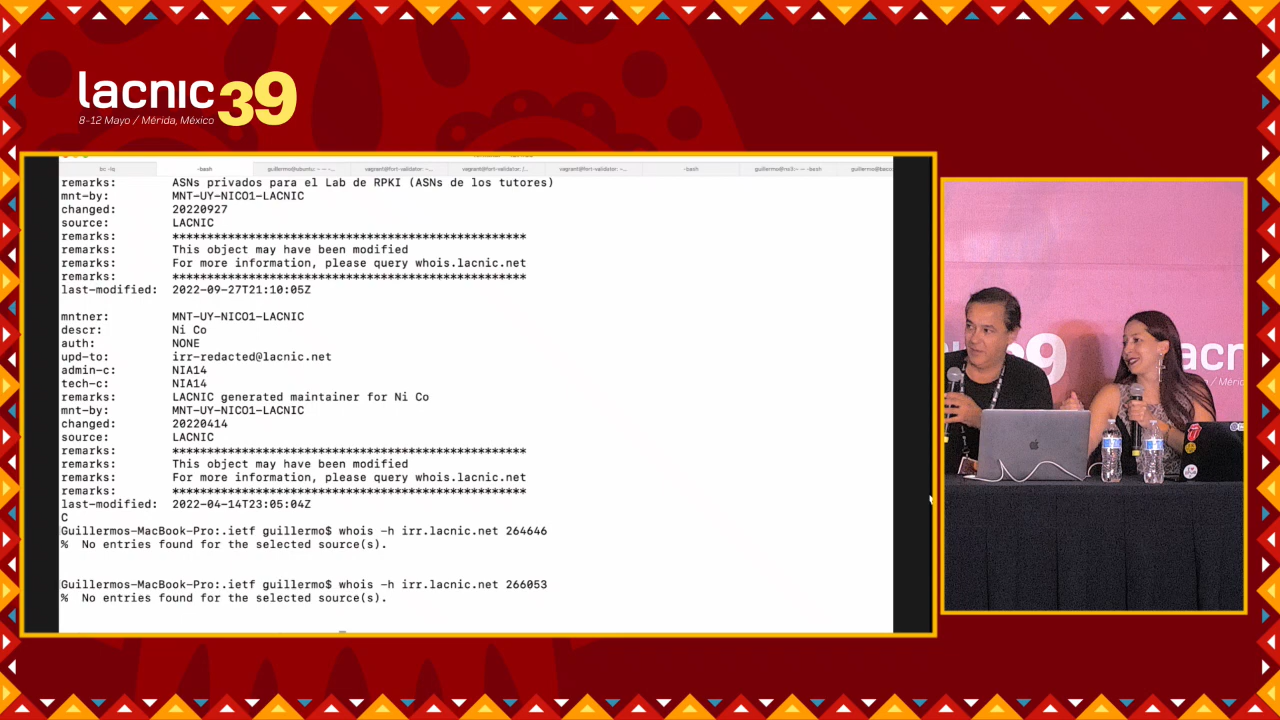 lacnic 39
8-12 Mayo / Mérida, México
bc -lq
-bash
-bash
remarks: ASNs privados para el Lab de RPKI (ASNs de los tutores)
mnt-by: MNT-UY-NICO1-LACNIC
changed: 20220927
source: LACNIC
remarks: **************************************************
remarks: This object may have been modified
remarks: For more information, please query whois.lacnic.net
remarks: **************************************************
last-modified: 2022-09-27T21:10:05Z
mntner: MNT-UY-NICO1-LACNIC
descr: Ni Co
auth: NONE
upd-to: irr-redacted@lacnic.net
admin-c: NIA14
tech-c: NIA14
remarks: LACNIC generated maintainer for Ni Co
mnt-by: MNT-UY-NICO1-LACNIC
changed: 20220414
source: LACNIC
remarks: **************************************************
remarks: This object may have been modified
remarks: For more information, please query whois.lacnic.net
remarks: **************************************************
last-modified: 2022-04-14T23:05:04Z
C
Guillermos-MacBook-Pro:.ietf guillermo$ whois -h irr.lacnic.net 264646
% No entries found for the selected source(s).
Guillermos-MacBook-Pro:.ietf guillermo$ whois -h irr.lacnic.net 266053
% No entries found for the selected source(s).